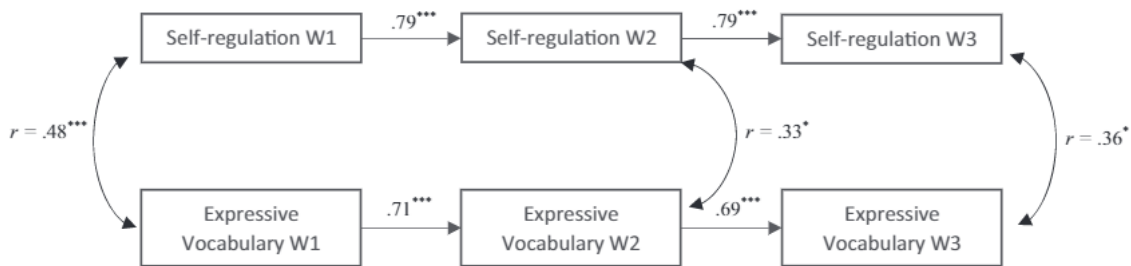 .79***
.79***
Self-regulation W1
Self-regulation W2
Self-regulation W3
r = .48***
r = .33*
r = .36*
.71***
.69***
Expressive
Vocabulary W1
Expressive
Vocabulary W2
Expressive
Vocabulary W3